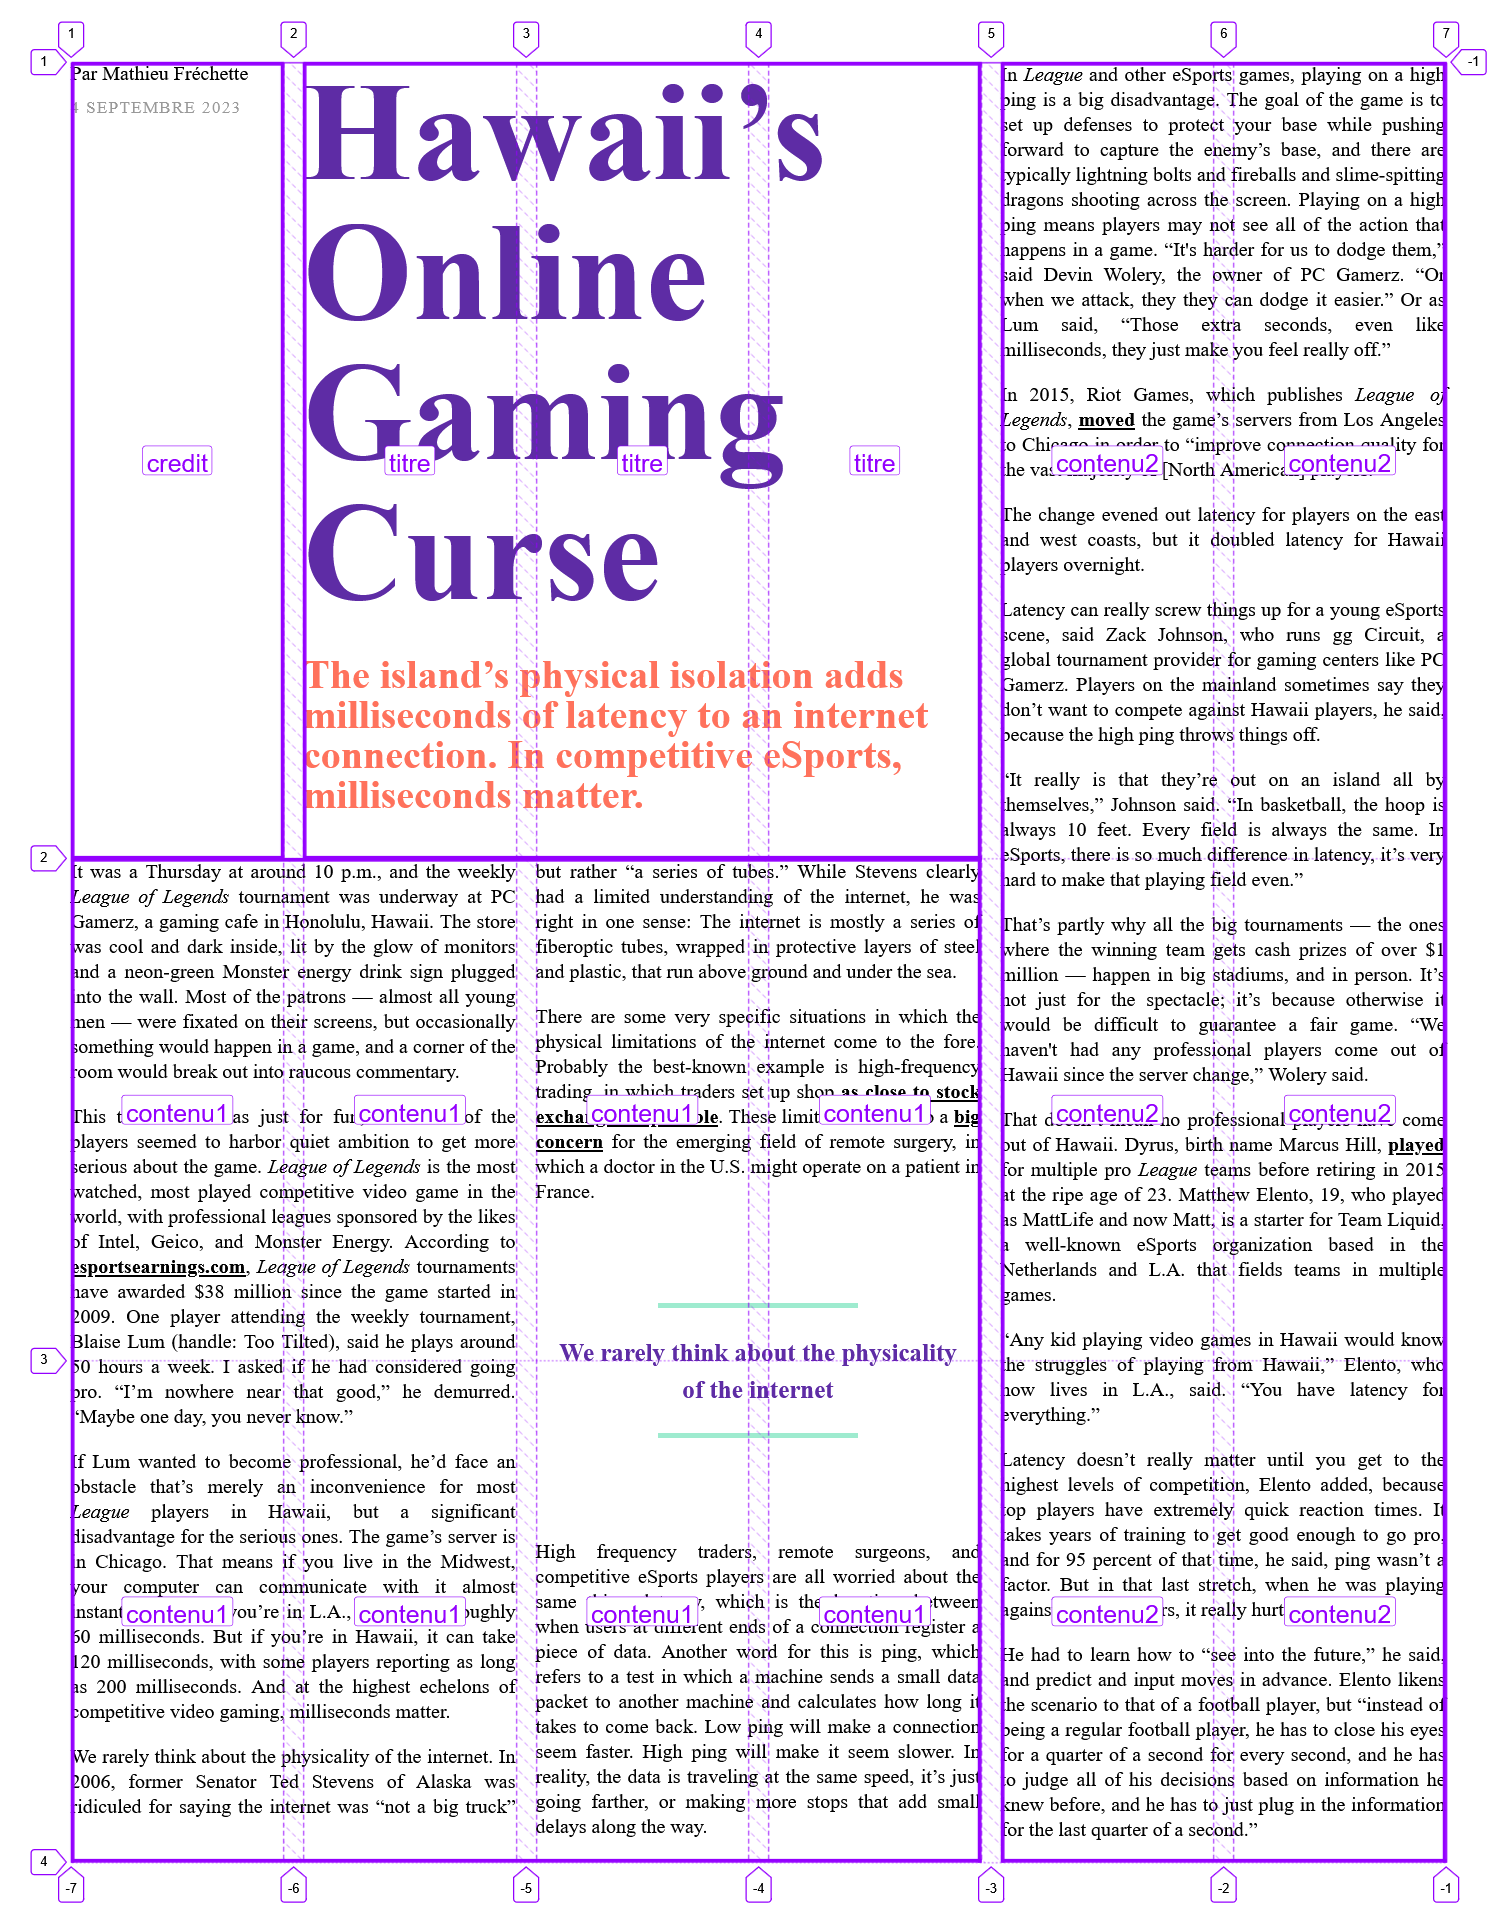 1
2
3
4
5
6
7
1
-1
Par Mathieu Fréchette
4 SEPTEMBRE 2023
credit
Hawaii’s
Online
Gaming
Curse
titre
titre
titre
The island’s physical isolation adds
milliseconds of latency to an internet
connection. In competitive eSports,
milliseconds matter.
2
It was a Thursday at around 10 p.m., and the weekly
League of Legends tournament was underway at PC
Gamerz, a gaming cafe in Honolulu, Hawaii. The store
was cool and dark inside, lit by the glow of monitors
and a neon-green Monster energy drink sign plugged
into the wall. Most of the patrons — almost all young
men — were fixated on their screens, but occasionally
something would happen in a game, and a corner of the
room would break out into raucous commentary.
This as just for of the
contenu1
contenu1
players seemed to harbor quiet ambition to get more
serious about the game. League of Legends is the most
watched, most played competitive video game in the
world, with professional leagues sponsored by the likes
of Intel, Geico, and Monster Energy. According to
esportsearnings.com, League of Legends tournaments
have awarded $38 million since the game started in
2009. One player attending the weekly tournament,
Blaise Lum (handle: Too Tilted), said he plays around
3
50 hours a week. I asked if he had considered going
pro. “I’m nowhere near that good,” he demurred.
“Maybe one day, you never know.”
If Lum wanted to become professional, he’d face an
obstacle that’s merely an inconvenience for most
League players in Hawaii, but a significant
disadvantage for the serious ones. The game’s server is
in Chicago. That means if you live in the Midwest,
your computer can communicate with it almost
you’re in L.A.,
contenu1
contenu1
60 milliseconds. But if you’re in Hawaii, it can take
120 milliseconds, with some players reporting as long
as 200 milliseconds. And at the highest echelons of
competitive video gaming, milliseconds matter.
We rarely think about the physicality of the internet. In
2006, former Senator Ted Stevens of Alaska was
ridiculed for saying the internet was “not a big truck”
but rather “a series of tubes.” While Stevens clearly
had a limited understanding of the internet, he was
right in one sense: The internet is mostly a series of
fiberoptic tubes, wrapped in protective layers of steel
and plastic, that run above ground and under the sea.
There are some very specific situations in which the
physical limitations of the internet come to the fore.
Probably the best-known example is high-frequency
trading, in which traders set up shop as close to stock
These a big
contenu1
contenu1
concern for the emerging field of remote surgery, in
which a doctor in the U.S. might operate on a patient in
France.
We rarely think about the physicality
of the internet
High frequency traders, remote surgeons, and
competitive eSports players are all worried about the
same which is the between
contenu1
contenu1
when users at different ends of a connection register a
piece of data. Another word for this is ping, which
refers to a test in which a machine sends a small data
packet to another machine and calculates how long it
takes to come back. Low ping will make a connection
seem faster. High ping will make it seem slower. In
reality, the data is traveling at the same speed, it’s just
going farther, or making more stops that add small
delays along the way.
In League and other eSports games, playing on a high
ping is a big disadvantage. The goal of the game is to
set up defenses to protect your base while pushing
forward to capture the enemy’s base, and there are
typically lightning bolts and fireballs and slime-spitting
dragons shooting across the screen. Playing on a high
ping means players may not see all of the action that
happens in a game. “It's harder for us to dodge them,”
said Devin Wolery, the owner of PC Gamerz. “Or
when we attack, they they can dodge it easier.” Or as
Lum said, “Those extra seconds, even like
milliseconds, they just make you feel really off.”
In 2015, Riot Games, which publishes League of
Legends, moved the game’s servers from Los Angeles
to Chicago in order to “improve connection quality for
the [North American]
contenu2
contenu2
The change evened out latency for players on the east
and west coasts, but it doubled latency for Hawaii
players overnight.
Latency can really screw things up for a young eSports
scene, said Zack Johnson, who runs gg Circuit, a
global tournament provider for gaming centers like PC
Gamerz. Players on the mainland sometimes say they
don’t want to compete against Hawaii players, he said,
because the high ping throws things off.
“It really is that they’re out on an island all by
themselves,” Johnson said. “In basketball, the hoop is
always 10 feet. Every field is always the same. In
eSports, there is so much difference in latency, it’s very
hard to make that playing field even.”
That’s partly why all the big tournaments — the ones
where the winning team gets cash prizes of over $1
million — happen in big stadiums, and in person. It’s
not just for the spectacle; it’s because otherwise it
would be difficult to guarantee a fair game. “We
haven't had any professional players come out of
Hawaii since the server change,” Wolery said.
That no professional come
contenu2
contenu2
out of Hawaii. Dyrus, birth name Marcus Hill, played
for multiple pro League teams before retiring in 2015
at the ripe age of 23. Matthew Elento, 19, who played
as MattLife and now Matt, is a starter for Team Liquid,
a well-known eSports organization based in the
Netherlands and L.A. that fields teams in multiple
games.
“Any kid playing video games in Hawaii would know
the struggles of playing from Hawaii,” Elento, who
now lives in L.A., said. “You have latency for
everything.”
Latency doesn’t really matter until you get to the
highest levels of competition, Elento added, because
top players have extremely quick reaction times. It
takes years of training to get good enough to go pro,
and for 95 percent of that time, he said, ping wasn’t a
factor. But in that last stretch, when he was playing
it really hurt
contenu2
contenu2
He had to learn how to “see into the future,” he said,
and predict and input moves in advance. Elento likens
the scenario to that of a football player, but “instead of
being a regular football player, he has to close his eyes
for a quarter of a second for every second, and he has
to judge all of his decisions based on information he
knew before, and he has to just plug in the information
for the last quarter of a second.”
4
-7
-6
-5
-4
-3
-2
-1